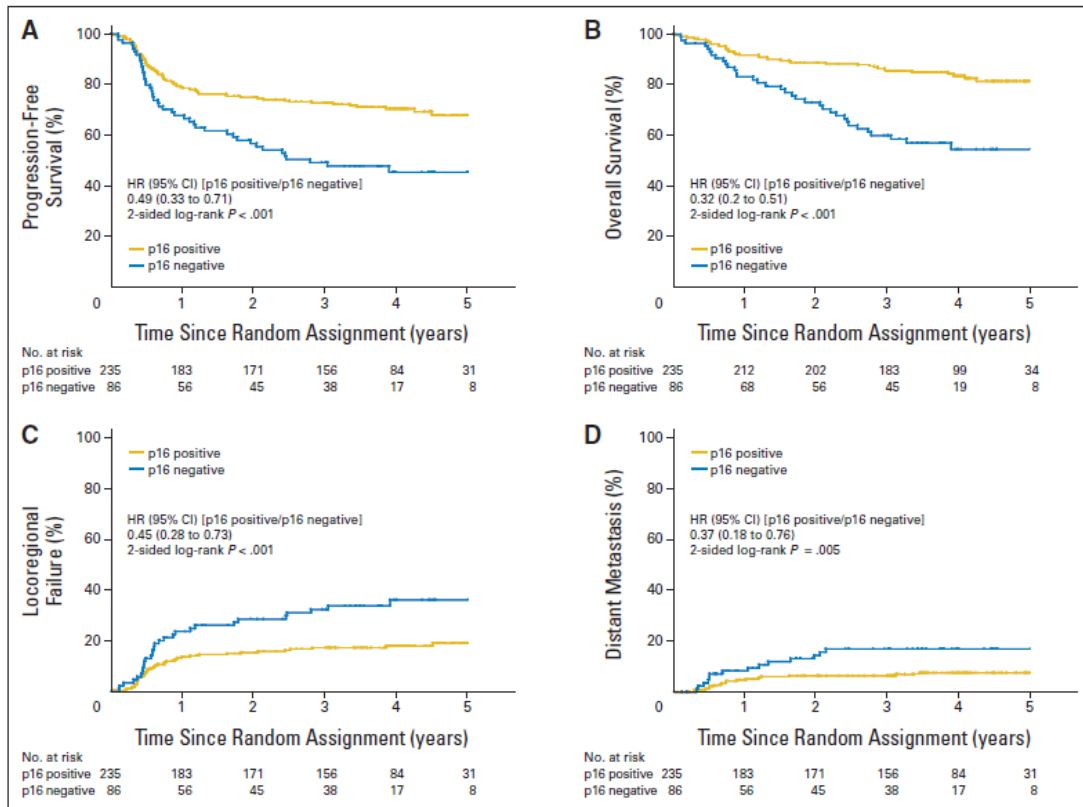 A
Progression-Free
Survival (%)
100
80
60
40
20
0
HR (95% CI) [p16 positive/p16 negative]
0.49 (0.33 to 0.71)
2-sided log-rank P < .001
p16 positive
p16 negative
1 2 3 4 5
Time Since Random Assignment (years)
No. at risk
p16 positive 235 183 171 156 84 31
p16 negative 86 56 45 38 17 8
B
Overall Survival (%)
100
80
60
40
20
0
HR (95% CI) [p16 positive/p16 negative]
0.32 (0.2 to 0.51)
2-sided log-rank P < .001
p16 positive
p16 negative
1 2 3 4 5
Time Since Random Assignment (years)
No. at risk
p16 positive 235 212 202 183 99 34
p16 negative 86 68 56 45 19 8
C
Locoregional
Failure (%)
100
80
60
40
20
0
p16 positive
p16 negative
HR (95% CI) [p16 positive/p16 negative]
0.45 (0.28 to 0.73)
2-sided log-rank P < .001
1 2 3 4 5
Time Since Random Assignment (years)
No. at risk
p16 positive 235 183 171 156 84 31
p16 negative 86 56 45 38 17 8
D
Distant Metastasis (%)
100
80
60
40
20
0
p16 positive
p16 negative
HR (95% CI) [p16 positive/p16 negative]
0.37 (0.18 to 0.76)
2-sided log-rank P = .005
1 2 3 4 5
Time Since Random Assignment (years)
No. at risk
p16 positive 235 183 171 156 84 31
p16 negative 86 56 45 38 17 8